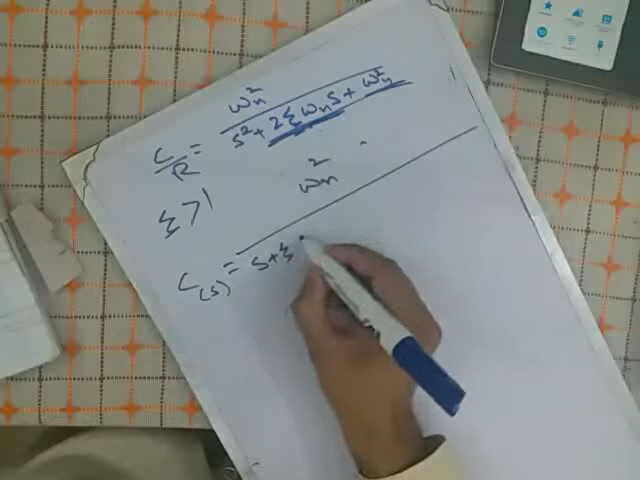 C/R = ωn² / s² + 2ξωns + ωn²
ξ > 1
C(s) = ωn² / s + ξ